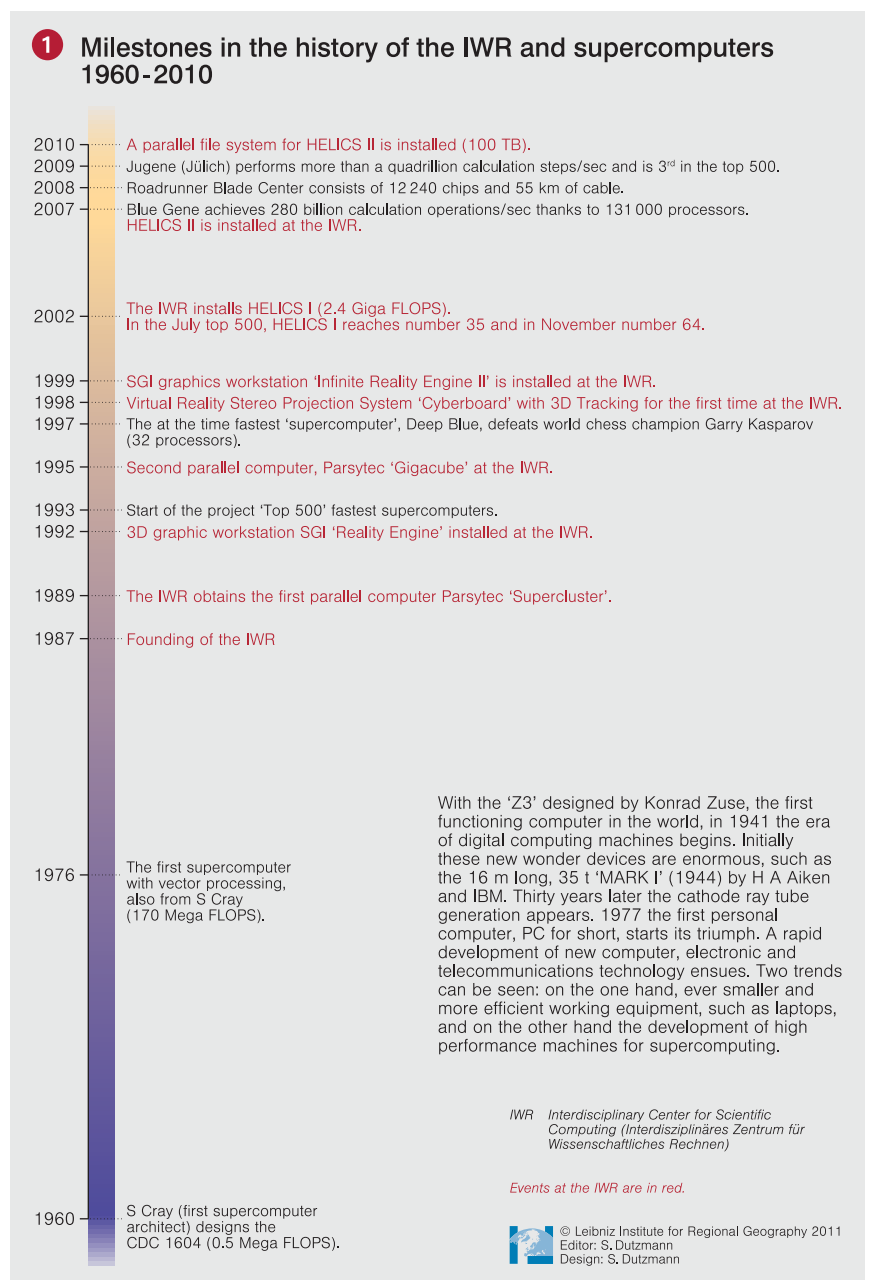 1 Milestones in the history of the IWR and supercomputers
1960-2010
2010 A parallel file system for HELICS II is installed (100 TB).
2009 Jugene (Jülich) performs more than a quadrillion calculation steps/sec and is 3rd in the top 500.
2008 Roadrunner Blade Center consists of 12 240 chips and 55 km of cable.
2007 Blue Gene achieves 280 billion calculation operations/sec thanks to 131 000 processors.
HELICS II is installed at the IWR.
2002 The IWR installs HELICS I (2.4 Giga FLOPS).
In the July top 500, HELICS I reaches number 35 and in November number 64.
1999 SGI graphics workstation ‘Infinite Reality Engine II’ is installed at the IWR.
1998 Virtual Reality Stereo Projection System ‘Cyberboard’ with 3D Tracking for the first time at the IWR.
1997 The at the time fastest ‘supercomputer’, Deep Blue, defeats world chess champion Garry Kasparov
(32 processors).
1995 Second parallel computer, Parsytec ‘Gigacube’ at the IWR.
1993 Start of the project ‘Top 500’ fastest supercomputers.
1992 3D graphic workstation SGI ‘Reality Engine’ installed at the IWR.
1989 The IWR obtains the first parallel computer Parsytec ‘Supercluster’.
1987 Founding of the IWR
1976 The first supercomputer
with vector processing,
also from S Cray
(170 Mega FLOPS).
With the ‘Z3’ designed by Konrad Zuse, the first
functioning computer in the world, in 1941 the era
of digital computing machines begins. Initially
these new wonder devices are enormous, such as
the 16 m long, 35 t ‘MARK I’ (1944) by H A Aiken
and IBM. Thirty years later the cathode ray tube
generation appears. 1977 the first personal
computer, PC for short, starts its triumph. A rapid
development of new computer, electronic and
telecommunications technology ensues. Two trends
can be seen: on the one hand, ever smaller and
more efficient working equipment, such as laptops,
and on the other hand the development of high
performance machines for supercomputing.
IWR Interdisciplinary Center for Scientific
Computing (Interdisziplinäres Zentrum für
Wissenschaftliches Rechnen)
Events at the IWR are in red.
1960 S Cray (first supercomputer
architect) designs the
CDC 1604 (0.5 Mega FLOPS).
© Leibniz Institute for Regional Geography 2011
Editor: S. Dutzmann
Design: S. Dutzmann